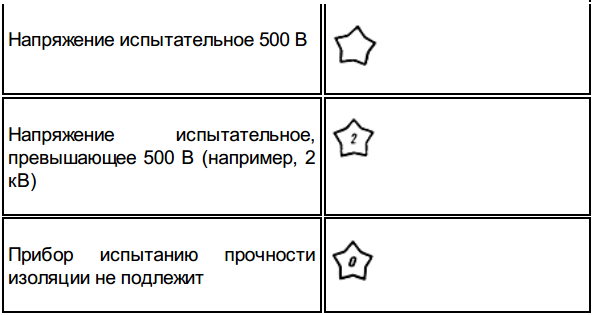 Напряжение испытательное 500 В
Напряжение испытательное,
превышающее 500 В (например, 2
кВ)
2
Прибор испытанию прочности
изоляции не подлежит
0